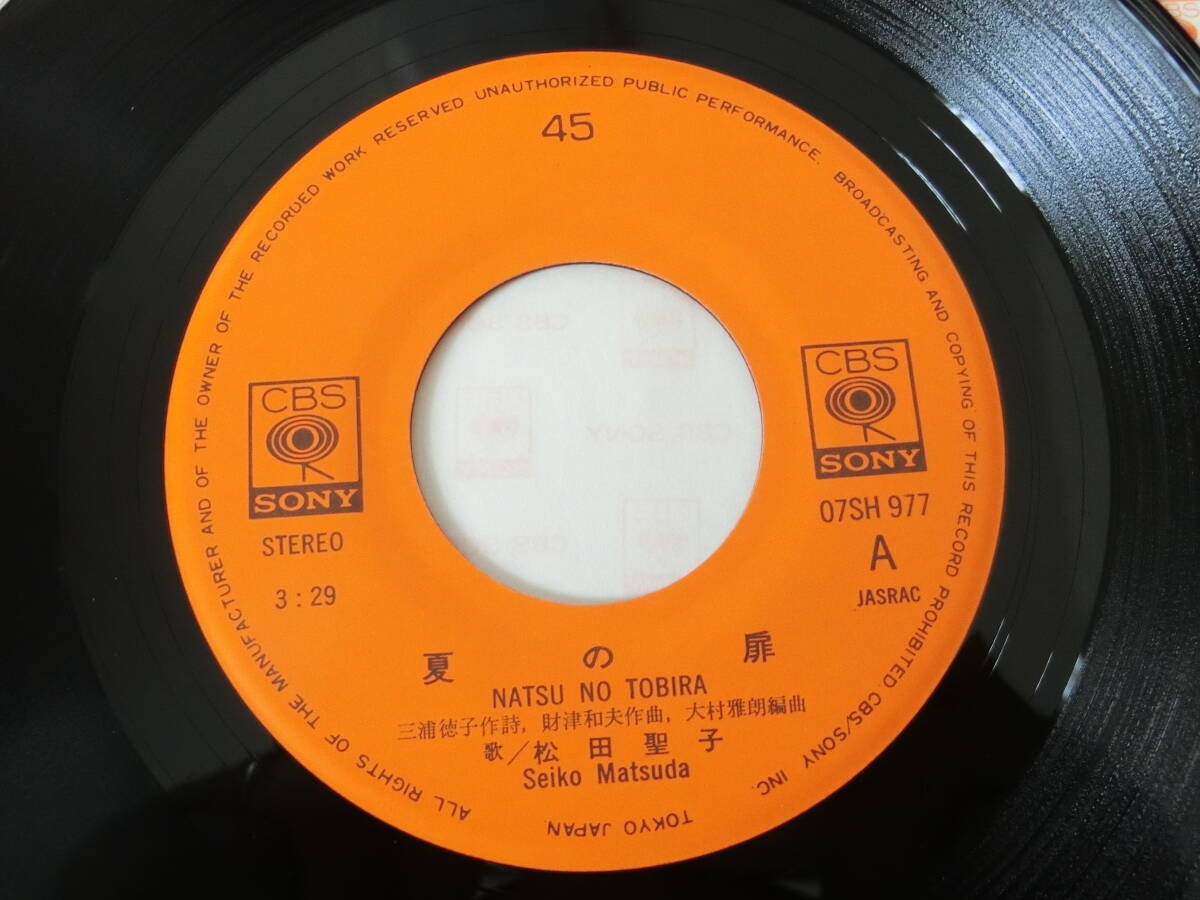 ALL RIGHTS OF THE MANUFACTURER AND OF THE OWNER OF THE RECORDED WORK RESERVED UNAUTHORIZED PUBLIC PERFORMANCE. BROADCASTING AND COPYING OF THIS RECORD PROHIBITED CBS/SONY INC.
TOKYO JAPAN
45
CBS
SONY
STEREO
3:29
CBS
SONY
07SH 977
A
JASRAC
夏の扉
NATSU NO TOBIRA
三浦徳子作詩, 財津和夫作曲, 大村雅朗編曲
歌/松田聖子
Seiko Matsuda